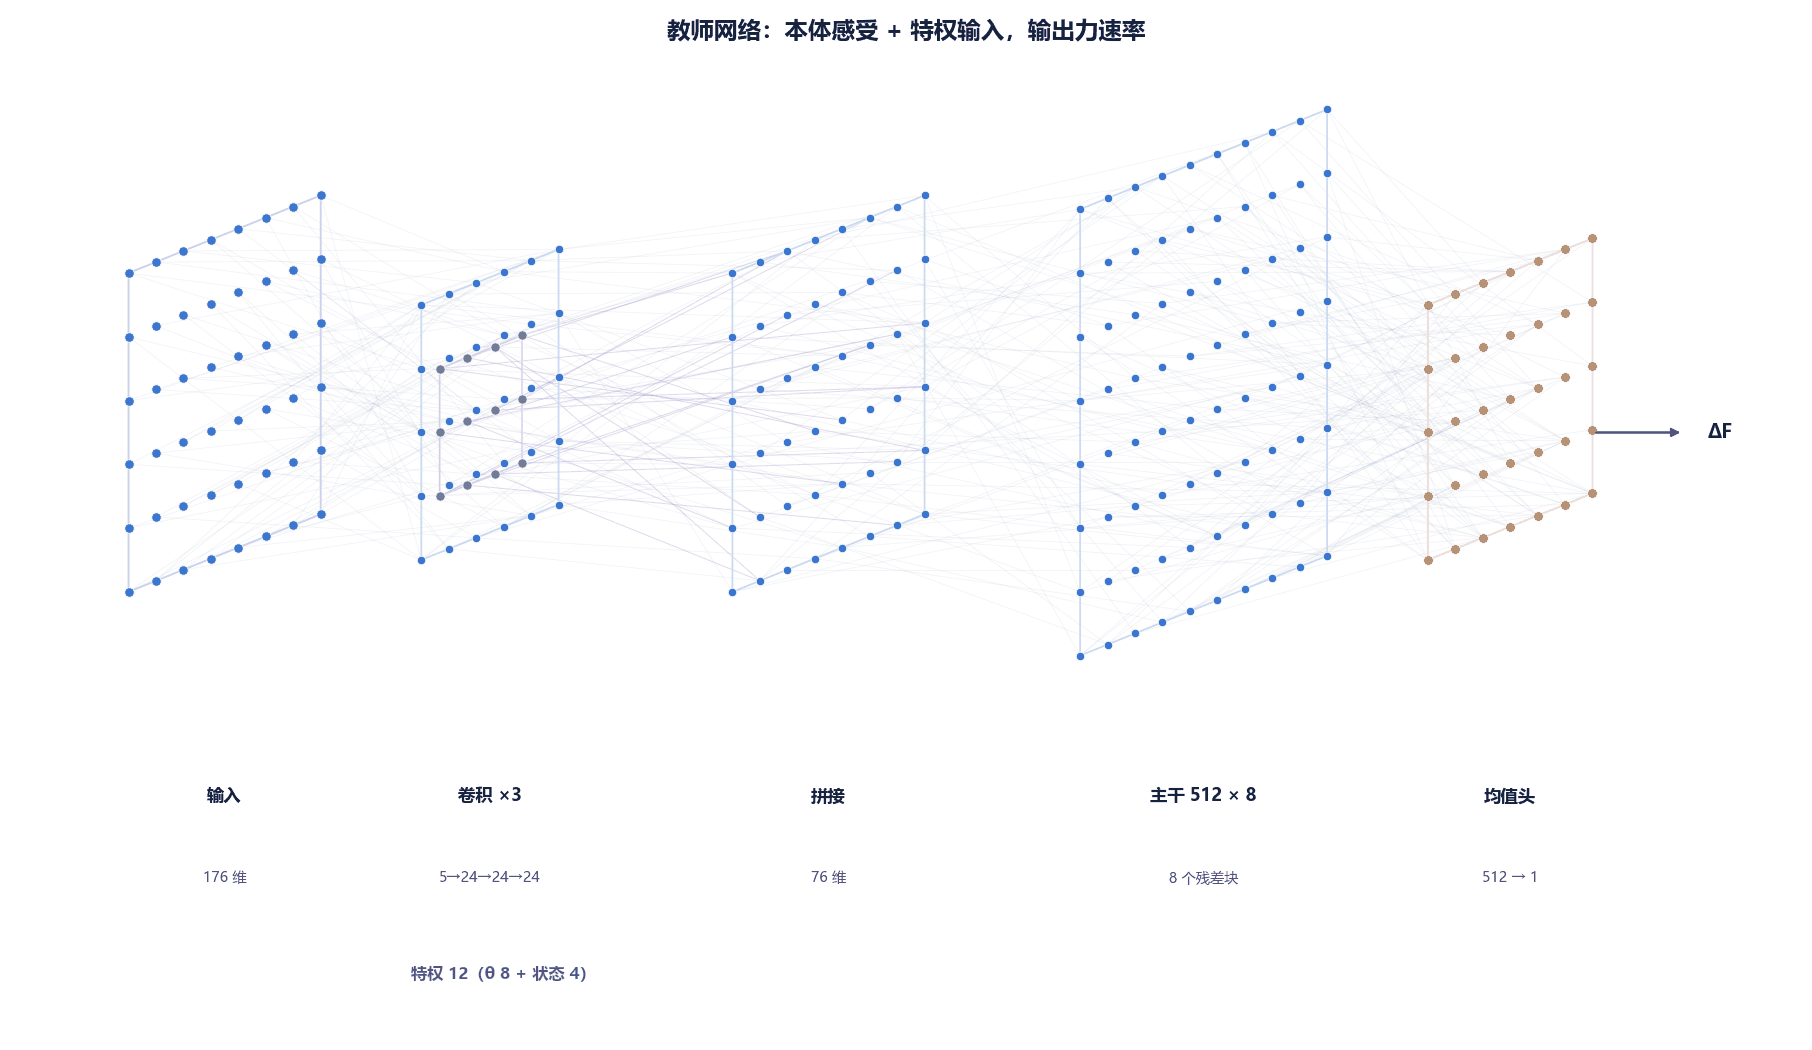 教师网络：本体感受 + 特权输入，输出力速率
ΔF
输入
卷积 ×3
拼接
主干 512 × 8
均值头
176 维
5→24→24→24
76 维
8 个残差块
512 → 1
特权 12（θ 8 + 状态 4）